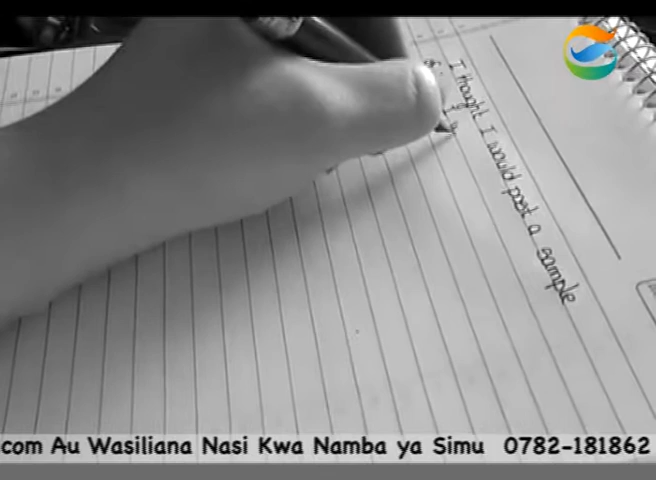 I thought I would post a sample
com Au Wasiliana Nasi Kwa Namba ya Simu 0782-181862